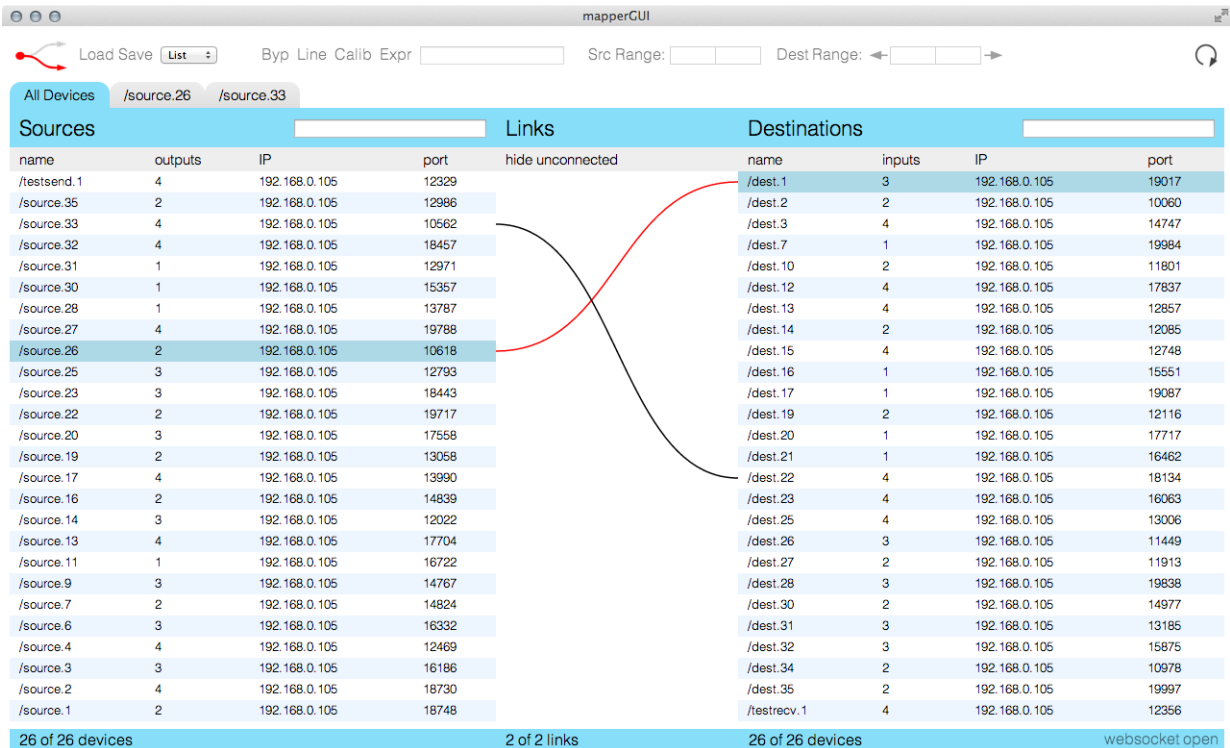 mapperGUI
Load Save List Byp Line Calib Expr Src Range: Dest Range:
All Devices /source.26 /source.33
Sources Links Destinations
name outputs IP port hide unconnected name inputs IP port
/testsend.1 4 192.168.0.105 12329 /dest.1 3 192.168.0.105 19017
/source.35 2 192.168.0.105 12986 /dest.2 2 192.168.0.105 10060
/source.33 4 192.168.0.105 10562 /dest.3 4 192.168.0.105 14747
/source.32 4 192.168.0.105 18457 /dest.7 1 192.168.0.105 19984
/source.31 1 192.168.0.105 12971 /dest.10 2 192.168.0.105 11801
/source.30 1 192.168.0.105 15357 /dest.12 4 192.168.0.105 17837
/source.28 1 192.168.0.105 13787 /dest.13 4 192.168.0.105 12857
/source.27 4 192.168.0.105 19788 /dest.14 2 192.168.0.105 12085
/source.26 2 192.168.0.105 10618 /dest.15 4 192.168.0.105 12748
/source.25 3 192.168.0.105 12793 /dest.16 1 192.168.0.105 15551
/source.23 3 192.168.0.105 18443 /dest.17 1 192.168.0.105 19087
/source.22 2 192.168.0.105 19717 /dest.19 2 192.168.0.105 12116
/source.20 3 192.168.0.105 17558 /dest.20 1 192.168.0.105 17717
/source.19 2 192.168.0.105 13058 /dest.21 1 192.168.0.105 16462
/source.17 4 192.168.0.105 13990 /dest.22 4 192.168.0.105 18134
/source.16 2 192.168.0.105 14839 /dest.23 4 192.168.0.105 16063
/source.14 3 192.168.0.105 12022 /dest.25 4 192.168.0.105 13006
/source.13 4 192.168.0.105 17704 /dest.26 3 192.168.0.105 11449
/source.11 1 192.168.0.105 16722 /dest.27 2 192.168.0.105 11913
/source.9 3 192.168.0.105 14767 /dest.28 3 192.168.0.105 19838
/source.7 2 192.168.0.105 14824 /dest.30 2 192.168.0.105 14977
/source.6 3 192.168.0.105 16332 /dest.31 3 192.168.0.105 13185
/source.4 4 192.168.0.105 12469 /dest.32 3 192.168.0.105 15875
/source.3 3 192.168.0.105 16186 /dest.34 2 192.168.0.105 10978
/source.2 4 192.168.0.105 18730 /dest.35 2 192.168.0.105 19997
/source.1 2 192.168.0.105 18748 /testrecv.1 4 192.168.0.105 12356
26 of 26 devices 2 of 2 links 26 of 26 devices websocket open